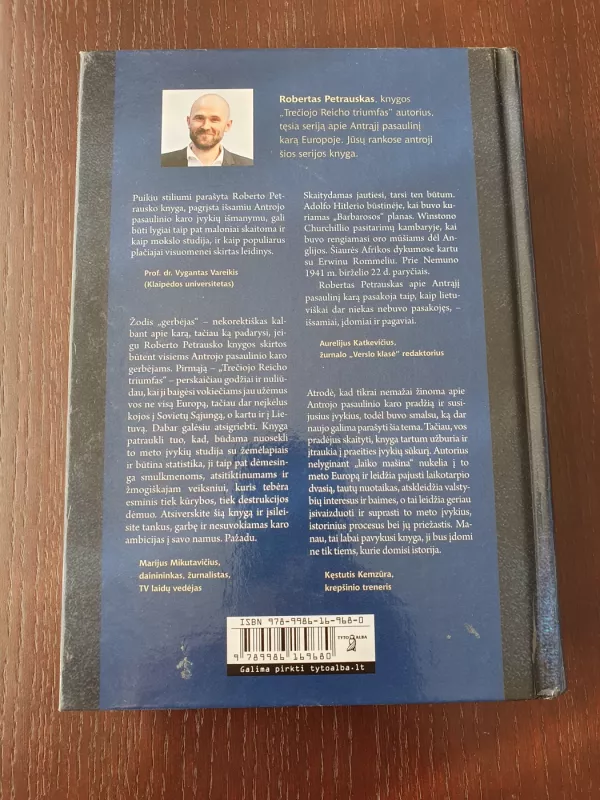 Robertas Petrauskas, knygos
„Trečiojo Reicho triumfas" autorius,
tęsia seriją apie Antrąjį pasaulinį
karą Europoje. Jūsų rankose antroji
šios serijos knyga.
Puikiu stiliumi parašyta Roberto Pet-
rausko knyga, pagrįsta išsamiu Antrojo
pasaulinio karo įvykių išmanymu, gali
būti lygiai taip pat maloniai skaitoma ir
kaip mokslo studija, ir kaip populiarus
plačiajai visuomenei skirtas leidinys.
Prof. dr. Vygantas Vareikis
(Klaipėdos universitetas)
Žodis „gerbėjas" – nekorektiškas kal-
bant apie karą, tačiau ką padarysi, jei-
gu Roberto Petrausko knygos skirtos
būtent visiems Antrojo pasaulinio karo
gerbėjams. Pirmąją – „Trečiojo Reicho
triumfas" – perskaičiau godžiai ir nuliū-
dau, kai ji baigėsi vokiečiams jau užėmus
vos ne visą Europą, tačiau dar neįkėlus
kojos į Sovietų Sąjungą, o kartu ir į Lie-
tuvą. Dabar galėsiu atsigriebti. Knyga
patraukli tuo, kad, būdama nuosekli
to meto įvykių studija su žemėlapiais
ir būtina statistika, ji taip pat dėmesin-
ga smulkmenoms, atsitiktinumams ir
žmogiškajam veiksniui, kuris tebėra
esminis tiek kūrybos, tiek destrukcijos
dėmuo. Atsiverskite šią knygą ir įsilei-
site tankus, garbę ir nesuvokiamas karo
ambicijas į savo namus. Pažadu.
Marijus Mikutavičius,
dainininkas, žurnalistas,
TV laidų vedėjas
Skaitydamas jautiesi, tarsi ten būtum.
Adolfo Hitlerio būstinėje, kai buvo ku-
riamas „Barbarosos" planas. Winstono
Churchillio pasitarimų kambaryje, kai
buvo rengiamasi oro mūšiams dėl An-
glijos. Šiaurės Afrikos dykumose kartu
su Erwinu Rommeliu. Prie Nemuno
1941 m. birželio 22 d. paryčiais.
Robertas Petrauskas apie Antrąjį
pasaulinį karą pasakoja taip, kaip lietu-
viškai dar niekas nebuvo pasakojęs, –
išsamiai, įdomiai ir pagaviai.
Aurelijus Katkevičius,
žurnalo „Verslo klasė" redaktorius
Atrodė, kad tikrai nemažai žinoma apie
Antrojo pasaulinio karo pradžią ir susi-
jusius įvykius, todėl buvo smalsu, ką dar
naujo galima parašyti šia tema. Tačiau, vos
pradėjus skaityti, knyga tartum užburia ir
įtraukia į praeities įvykių sūkurį. Autorius
nelyginant „laiko mašina" nukelia į to
meto Europą ir leidžia pajusti laikotarpio
dvasią, tautų nuotaikas, atskleidžia valsty-
bių interesus ir baimes, o tai leidžia geriau
įsivaizduoti ir suprasti to meto įvykius,
istorinius procesus bei jų priežastis. Ma-
nau, tai labai pavykusi knyga, ji bus įdomi
ne tik tiems, kurie domisi istorija.
Kęstutis Kemzūra,
krepšinio treneris
ISBN 978-9986-16-968-0
TYTO ALBA
9 789986 169680
Galima pirkti tytoalba.lt